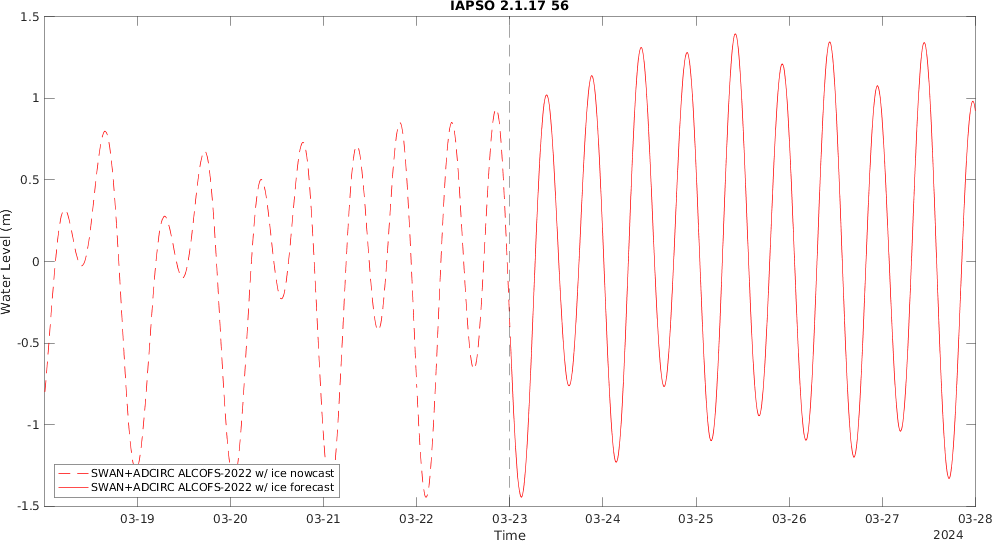 IAPSO 2.1.17 56
1.5
1
0.5
0
-0.5
-1
-1.5
Water Level (m)
SWAN+ADCIRC ALCOFS-2022 w/ ice nowcast
SWAN+ADCIRC ALCOFS-2022 w/ ice forecast
03-19 03-20 03-21 03-22 03-23 03-24 03-25 03-26 03-27 03-28
Time
2024